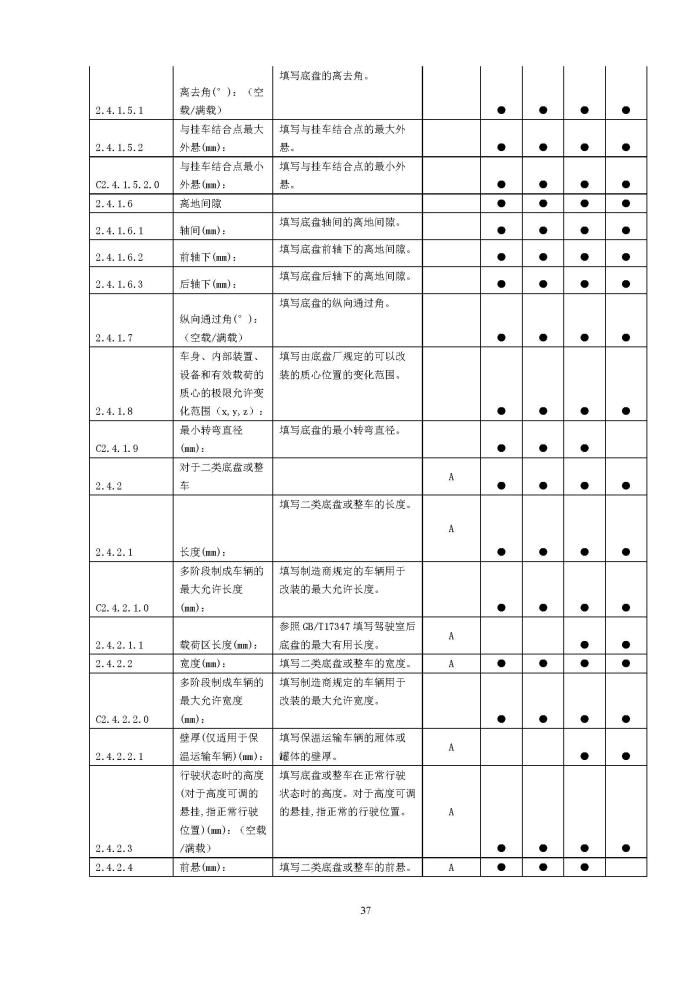 填写底盘的离去角。
离去角(°):（空
2.4.1.5.1 载/满载) ● ● ● ●
与挂车结合点最大 填写与挂车结合点的最大外
2.4.1.5.2 外悬(mm): 悬。 ● ● ● ●
与挂车结合点最小 填写与挂车结合点的最小外
C2.4.1.5.2.0 外悬(mm): 悬。 ● ● ● ●
2.4.1.6 离地间隙 ● ● ● ●
填写底盘轴间的离地间隙。
2.4.1.6.1 轴间(mm): ● ● ● ●
填写底盘前轴下的离地间隙。
2.4.1.6.2 前轴下(mm): ● ● ● ●
填写底盘后轴下的离地间隙。
2.4.1.6.3 后轴下(mm): ● ● ● ●
填写底盘的纵向通过角。
纵向通过角(°):
2.4.1.7 （空载/满载) ● ● ● ●
车身、内部装置、 填写由底盘厂规定的可以改
设备和有效载荷的 装的质心位置的变化范围。
质心的极限允许变
2.4.1.8 化范围（x,y,z）: ● ● ● ●
最小转弯直径 填写底盘的最小转弯直径。
C2.4.1.9 (mm): ● ● ●
对于二类底盘或整
A
2.4.2 车 ● ● ● ●
填写二类底盘或整车的长度。
A
2.4.2.1 长度(mm): ● ● ● ●
多阶段制成车辆的 填写制造商规定的车辆用于
最大允许长度 改装的最大允许长度。
C2.4.2.1.0 (mm): ● ● ● ●
参照 GB/T17347 填写驾驶室后
A
2.4.2.1.1 载荷区长度(mm): 底盘的最大有用长度。 ● ●
2.4.2.2 宽度(mm): 填写二类底盘或整车的宽度。 A ● ● ● ●
多阶段制成车辆的 填写制造商规定的车辆用于
最大允许宽度 改装的最大允许宽度。
C2.4.2.2.0 (mm): ● ● ● ●
壁厚(仅适用于保 填写保温运输车辆的厢体或
A
2.4.2.2.1 温运输车辆)(mm): 罐体的壁厚。 ● ●
行驶状态时的高度 填写底盘或整车在正常行驶
(对于高度可调的 状态时的高度。对于高度可调
悬挂,指正常行驶 的悬挂,指正常的行驶位置。 A
位置)(mm):（空载
2.4.2.3 /满载) ● ● ● ●
2.4.2.4 前悬(mm): 填写二类底盘或整车的前悬。 A ● ● ●
37